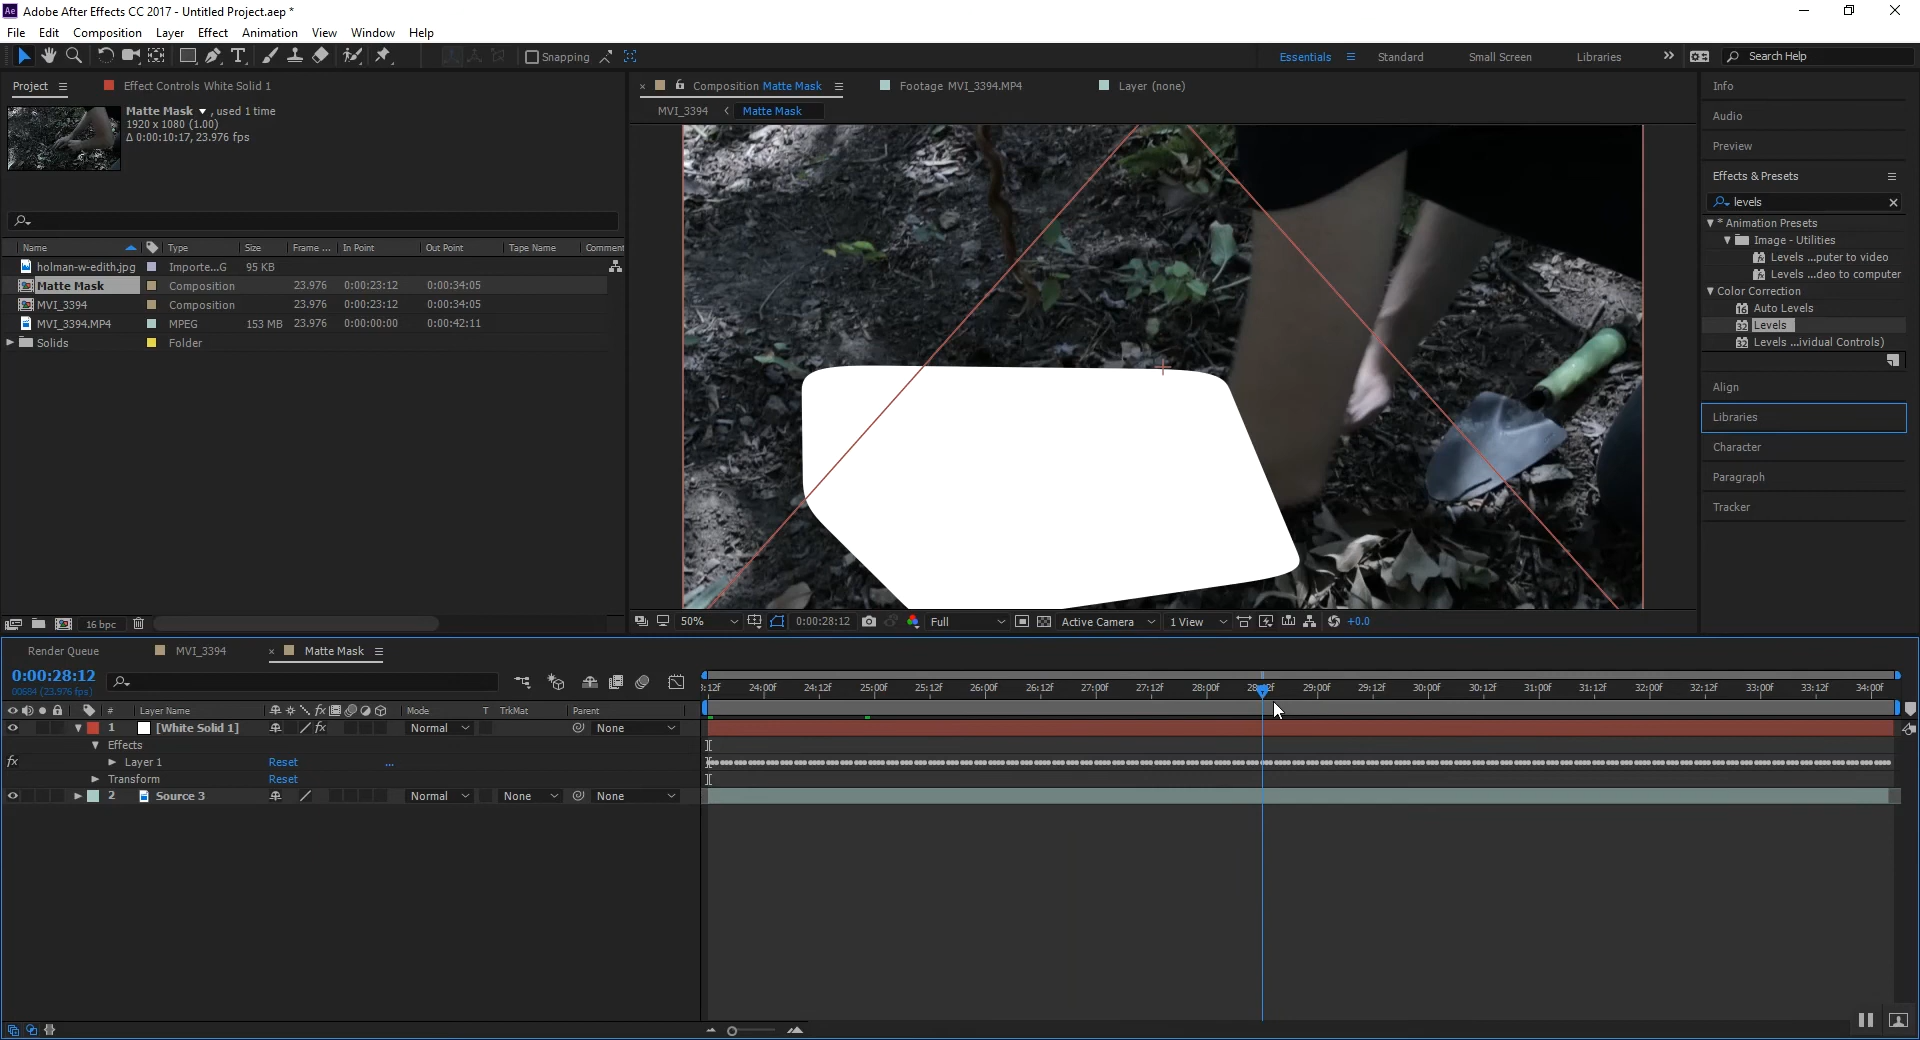 Adobe After Effects CC 2017 - Untitled Project.aep *
File Edit Composition Layer Effect Animation View Window Help
Snapping
Essentials Standard Small Screen Libraries Search Help
Project Effect Controls White Solid 1
Matte Mask , used 1 time
1920 x 1080 (1.00)
Δ 0:00:10:17, 23.976 fps
Name Type Size Frame ... In Point Out Point Tape Name Comment
holman-w-edith.jpg Importe...G 95 KB
Matte Mask Composition 23.976 0:00:23:12 0:00:34:05
MVI_3394 Composition 23.976 0:00:23:12 0:00:34:05
MVI_3394.MP4 MPEG 153 MB 23.976 0:00:00:00 0:00:42:11
Solids Folder
16 bpc
Composition Matte Mask Footage MVI_3394.MP4 Layer (none)
MVI_3394 Matte Mask
50% 0:00:28:12 Full Active Camera 1 View +0.0
Info
Audio
Preview
Effects & Presets
levels
* Animation Presets
Image - Utilities
Levels ...puter to video
Levels ...deo to computer
Color Correction
Auto Levels
Levels
Levels ...ividual Controls)
Align
Libraries
Character
Paragraph
Tracker
Render Queue MVI_3394 Matte Mask
0:00:28:12
00684 (23.976 fps)
3:12f 24:00f 24:12f 25:00f 25:12f 26:00f 26:12f 27:00f 27:12f 28:00f 28:12f 29:00f 29:12f 30:00f 30:12f 31:00f 31:12f 32:00f 32:12f 33:00f 33:12f 34:00f
# Layer Name Mode T TrkMat Parent
1 [White Solid 1] Normal None
Effects
fx Layer 1 Reset ...
Transform Reset
2 Source 3 Normal None None